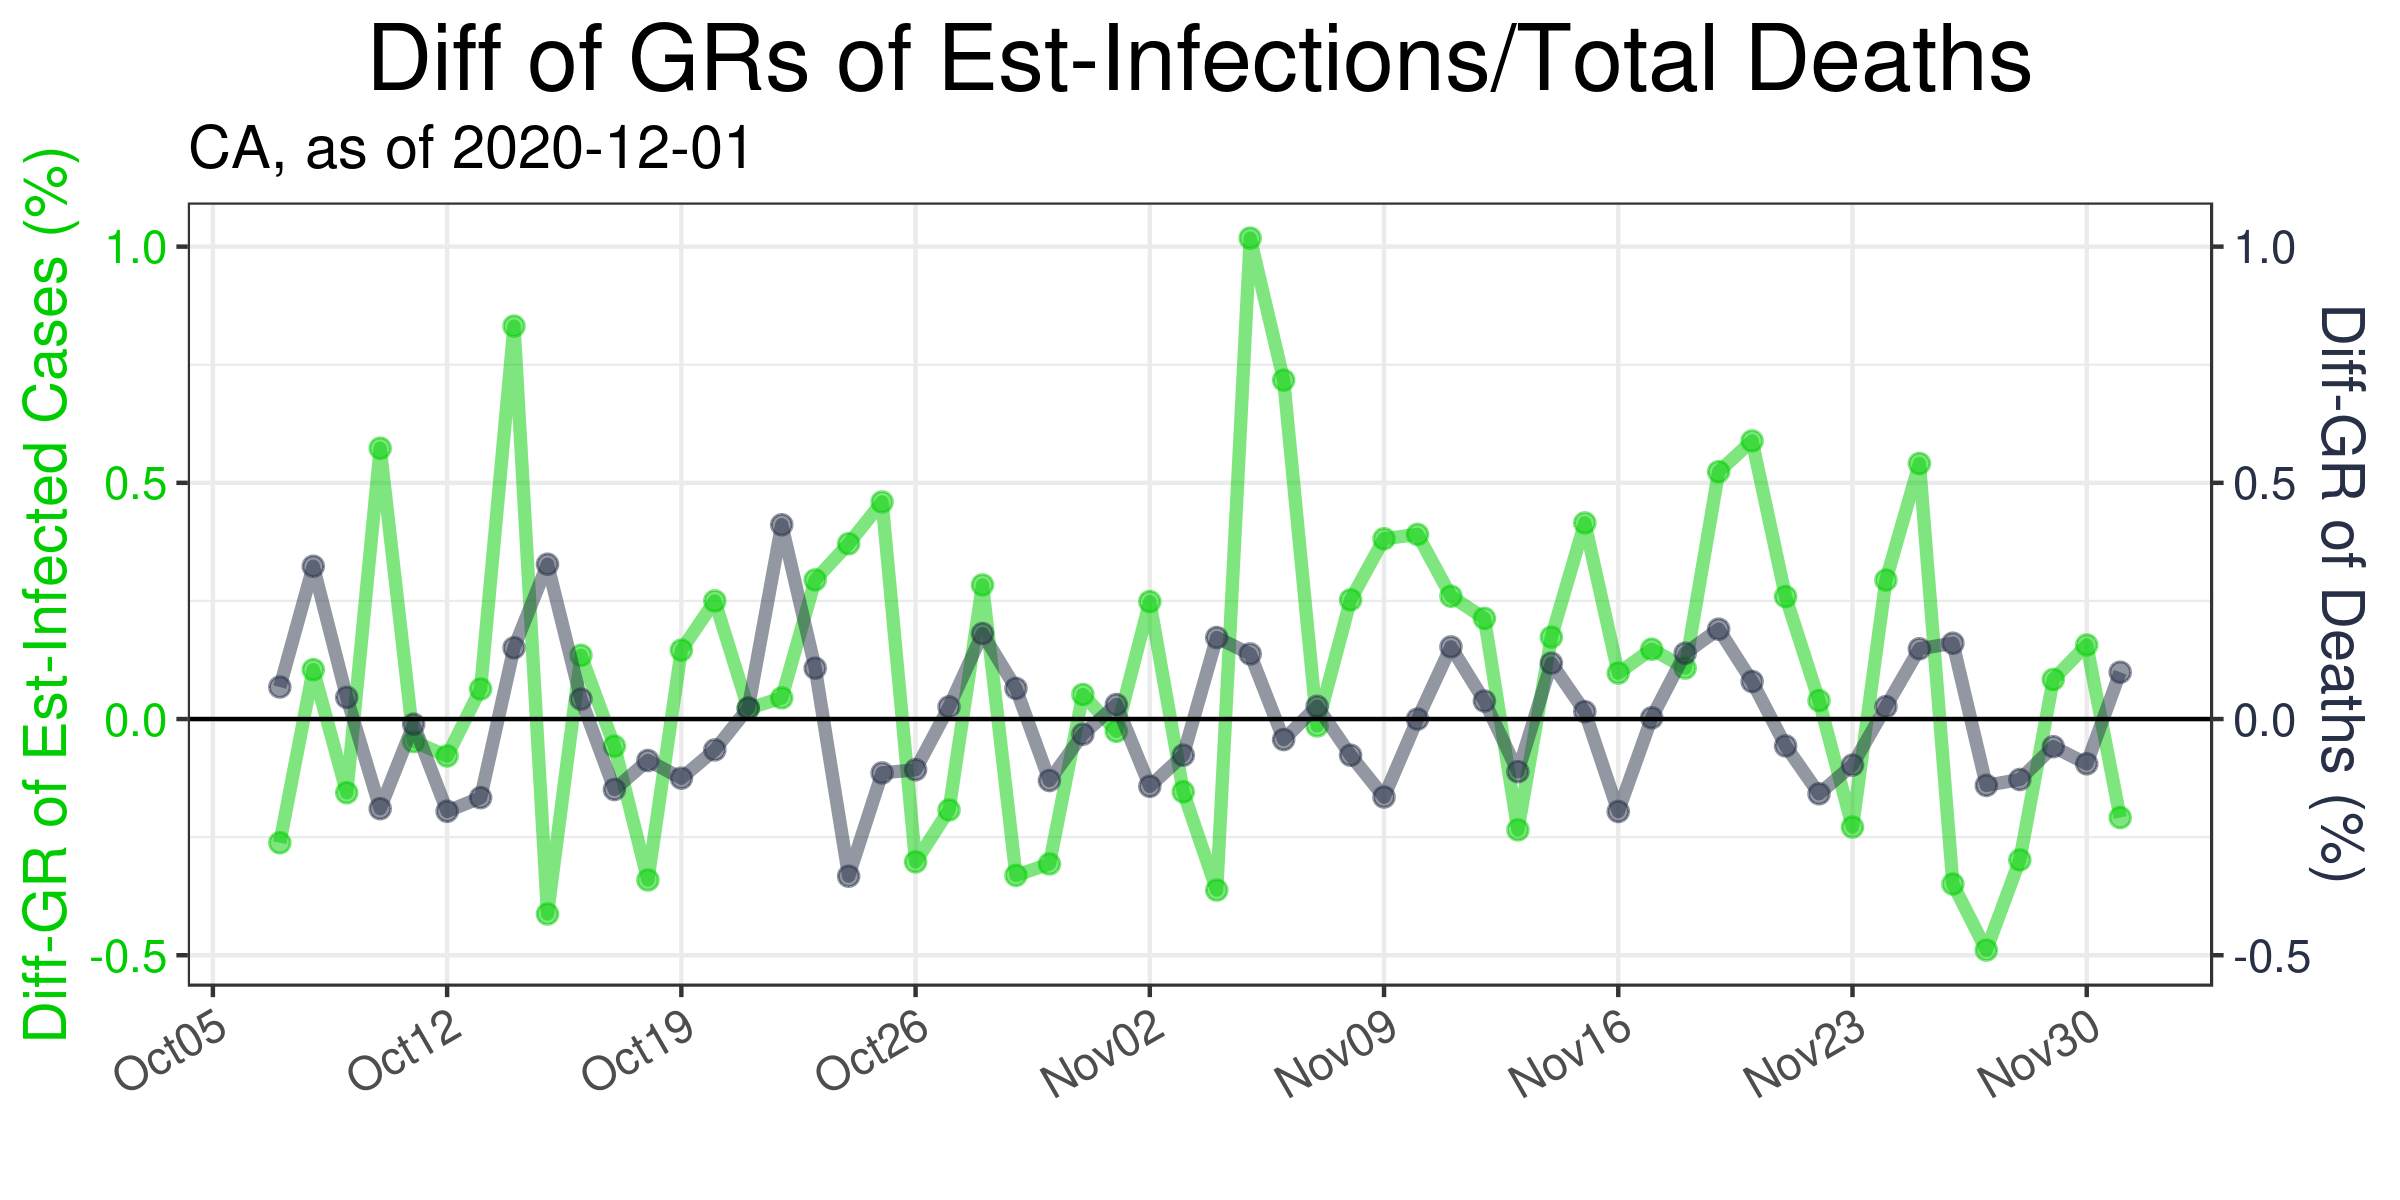 Diff of GRs of Est-Infections/Total Deaths
CA, as of 2020-12-01
Diff-GR of Est-Infected Cases (%)
1.0
0.5
0.0
-0.5
1.0
0.5
0.0
-0.5
Diff-GR of Deaths (%)
Oct05
Oct12
Oct19
Oct26
Nov02
Nov09
Nov16
Nov23
Nov30